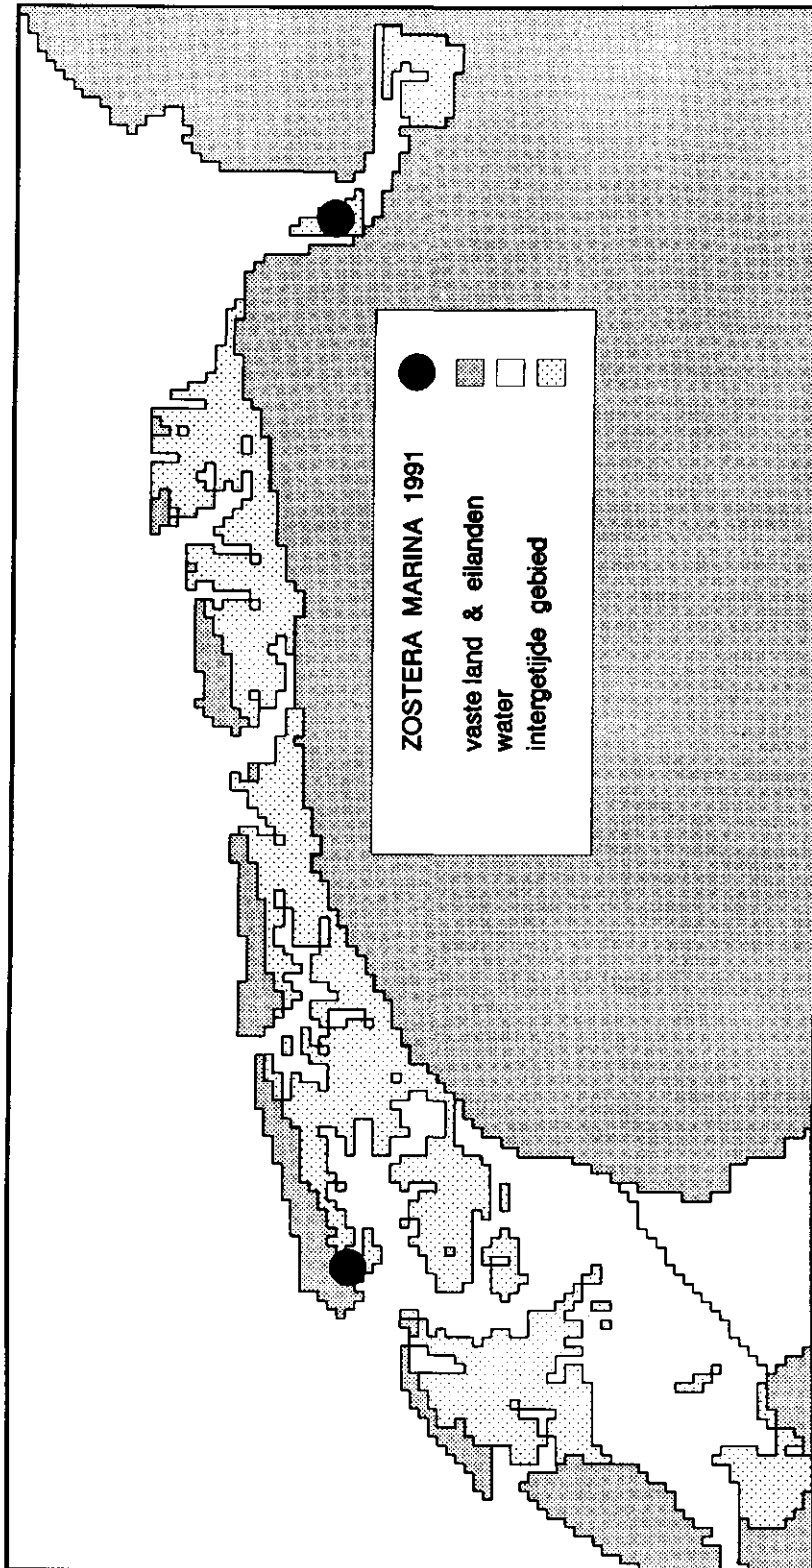 ZOSTERA MARINA 1991
vaste land & eilanden
water
intergetijde gebied